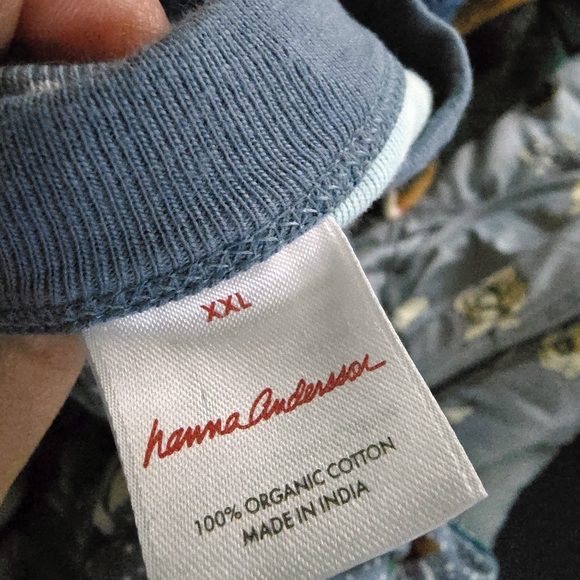 XXL
hanna andersson
100% ORGANIC COTTON
MADE IN INDIA